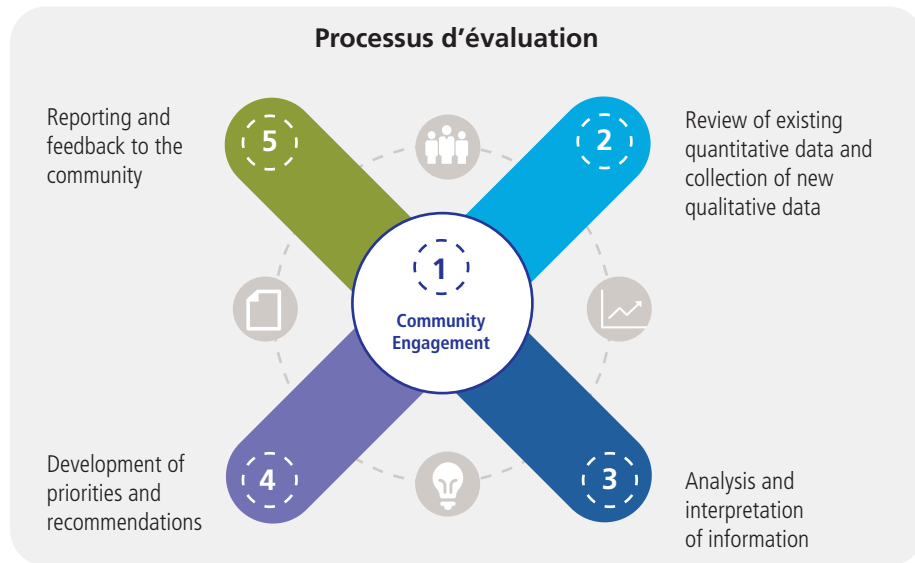 Processus d'évaluation
1
Community
Engagement
2
Review of existing
quantitative data and
collection of new
qualitative data
3
Analysis and
interpretation
of information
4
Development of
priorities and
recommendations
5
Reporting and
feedback to the
community